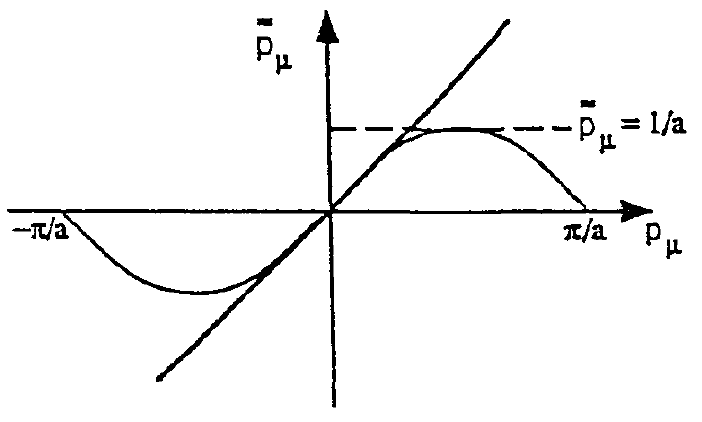 p̄̄_μ
p̄̄_μ = 1/a
−π/a
π/a
p_μ